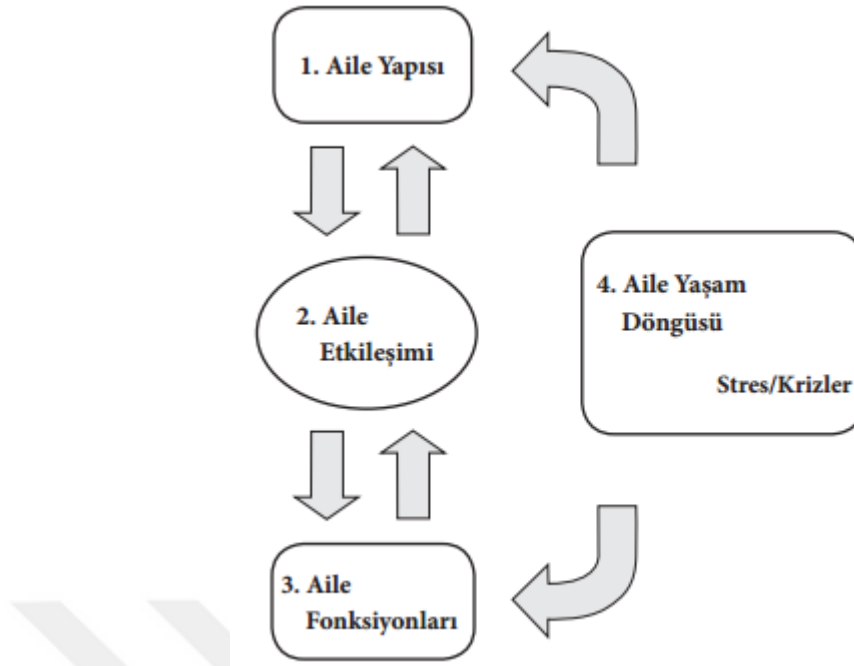 1. Aile Yapısı
2. Aile
Etkileşimi
4. Aile Yaşam
Döngüsü
Stres/Krizler
3. Aile
Fonksiyonları